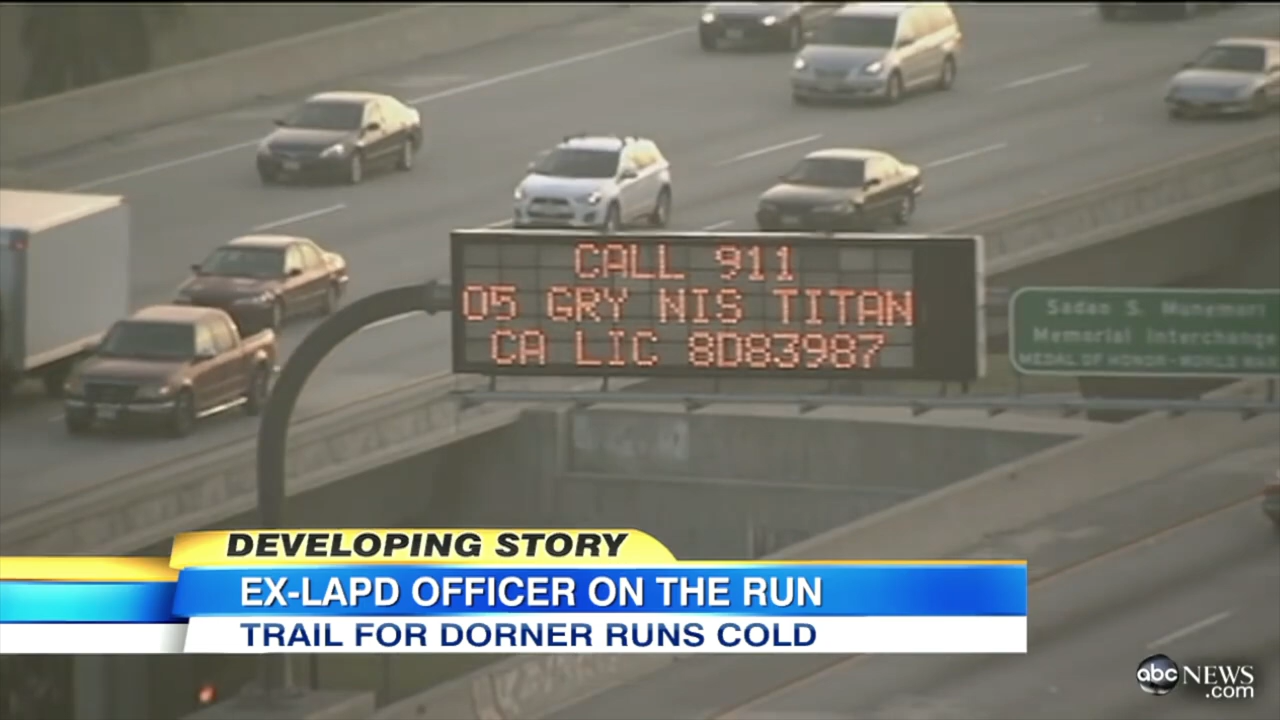 CALL 911
05 GRY NIS TITAN
CA LIC 8D83987
Sadao S. Munemori
Memorial Interchange
MEDAL OF HONOR-WORLD WAR
DEVELOPING STORY
EX-LAPD OFFICER ON THE RUN
TRAIL FOR DORNER RUNS COLD
abc NEWS
.com